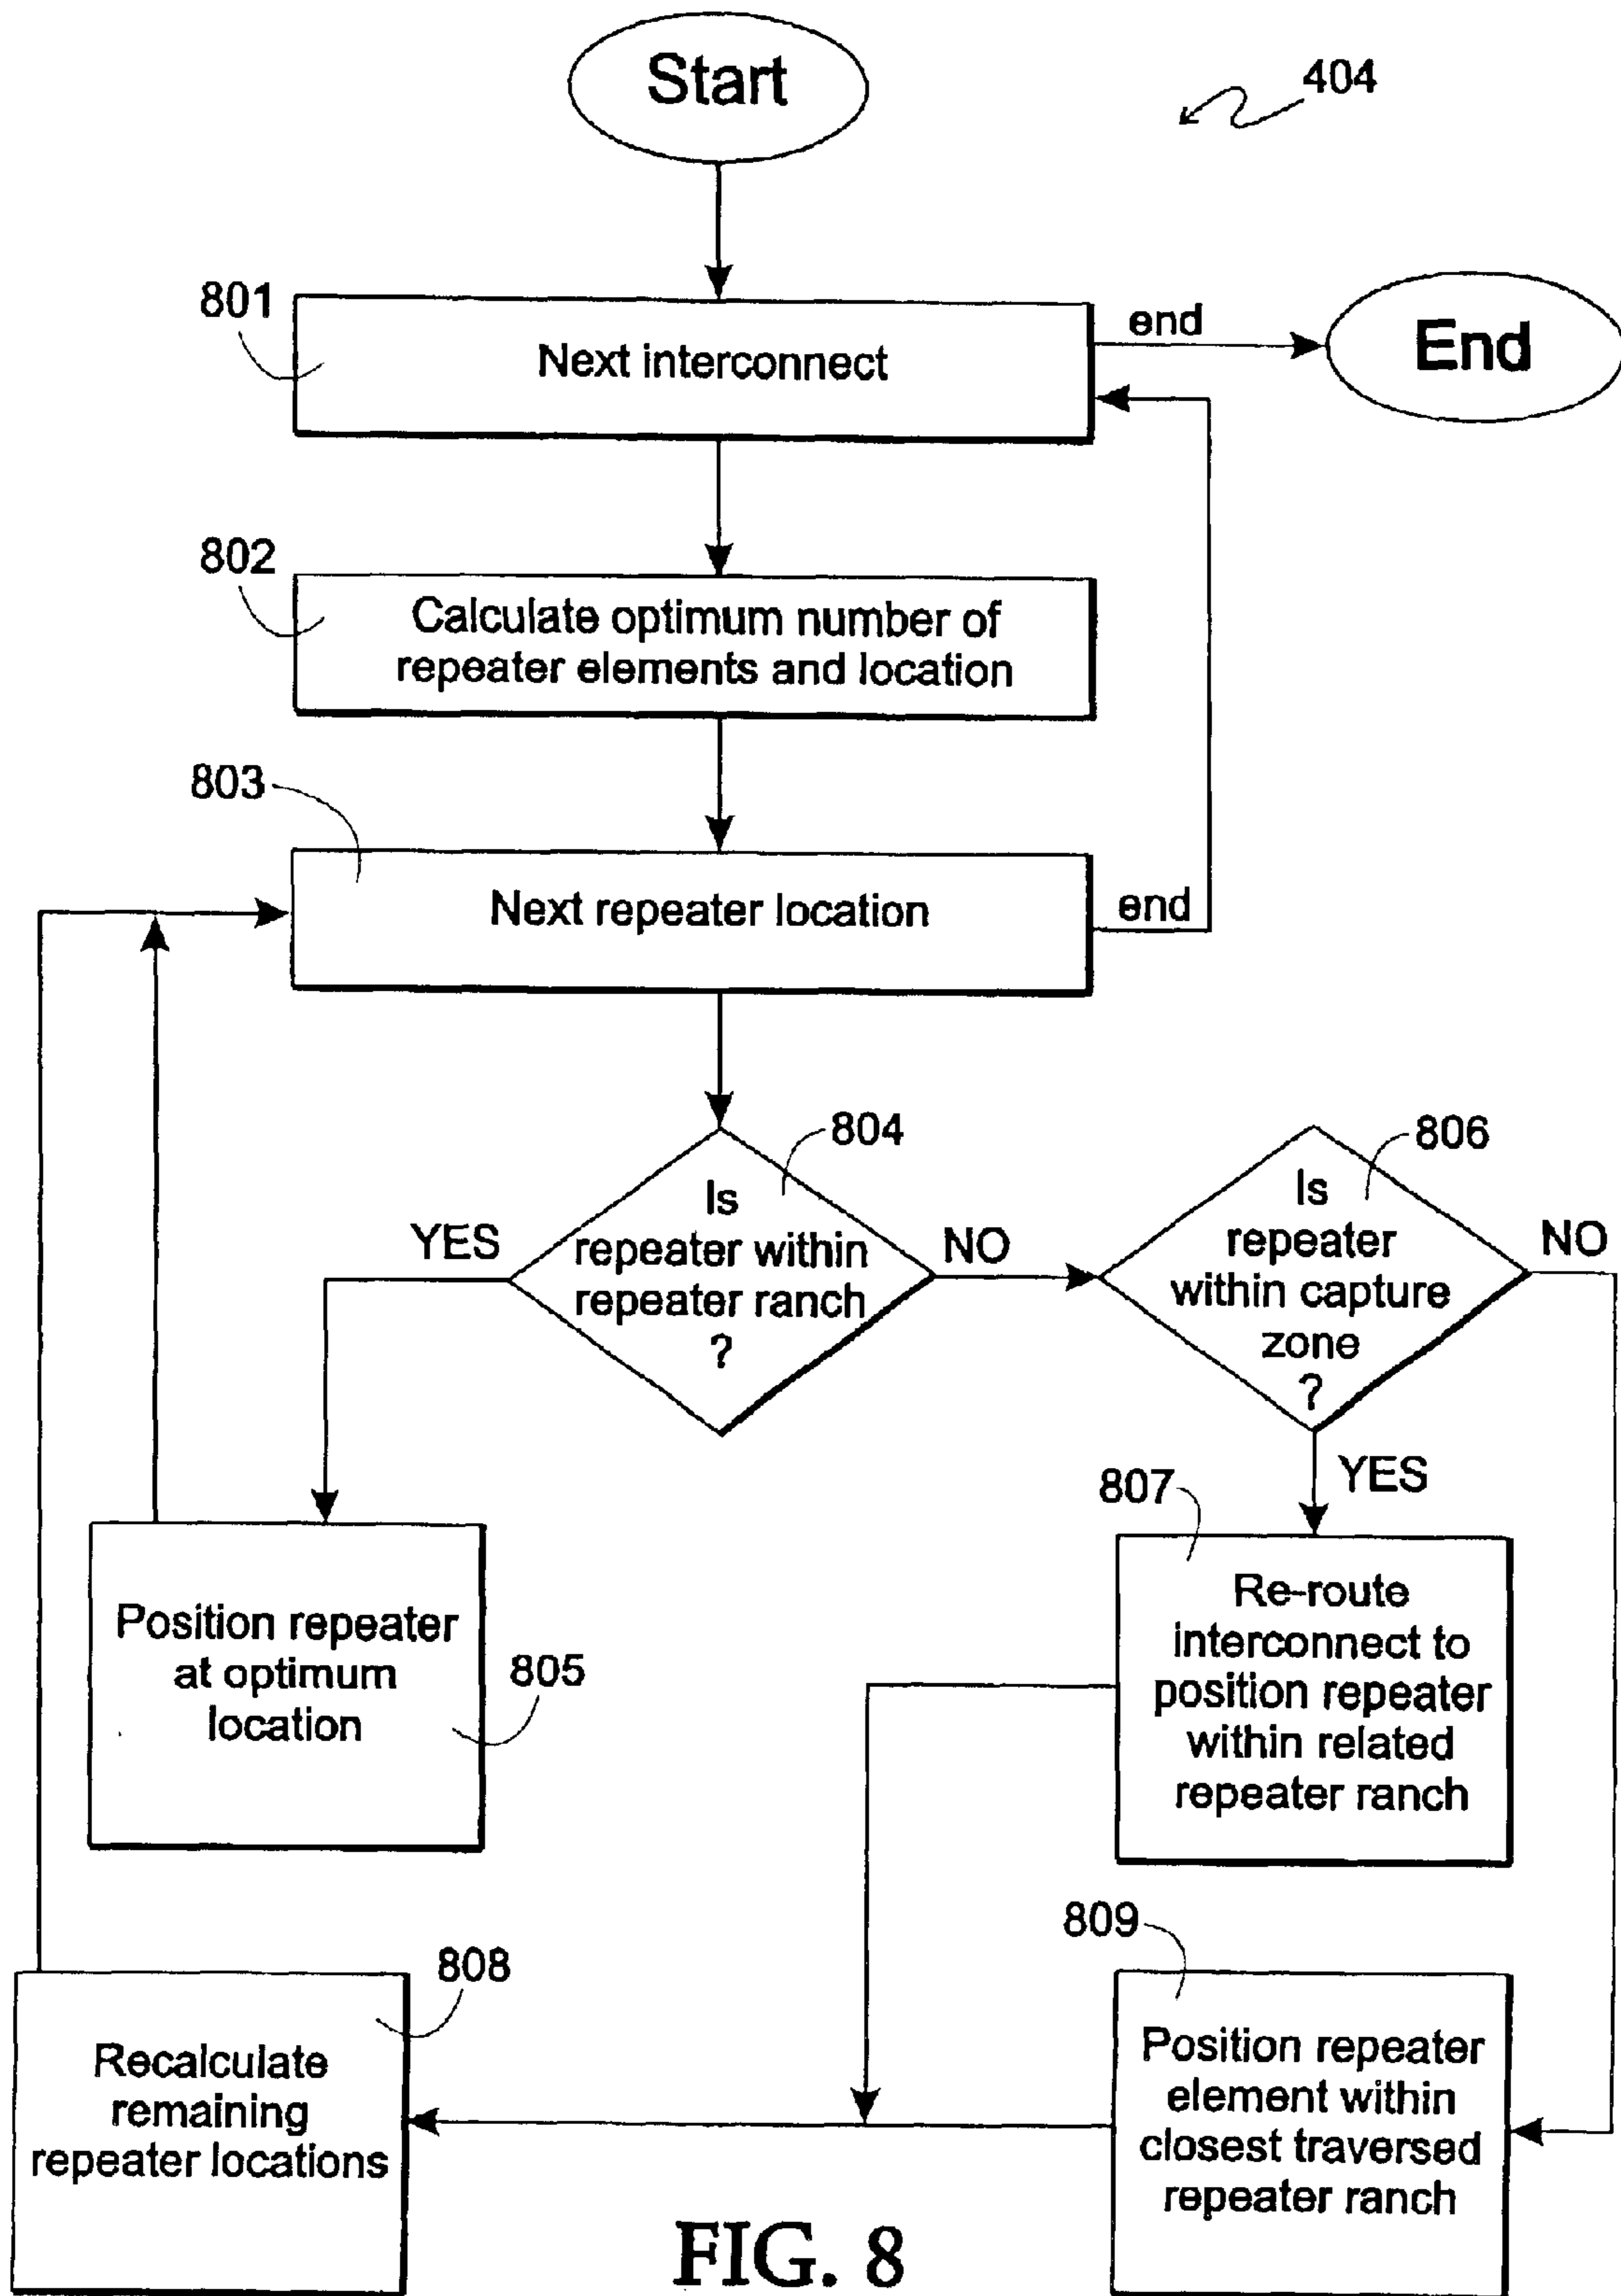 Start
404
801
Next interconnect
end
End
802
Calculate optimum number of
repeater elements and location
803
Next repeater location
end
804
Is
repeater within
repeater ranch
?
YES
NO
806
Is
repeater
within capture
zone
?
NO
YES
805
Position repeater
at optimum
location
807
Re-route
interconnect to
position repeater
within related
repeater ranch
808
Recalculate
remaining
repeater locations
809
Position repeater
element within
closest traversed
repeater ranch
FIG. 8